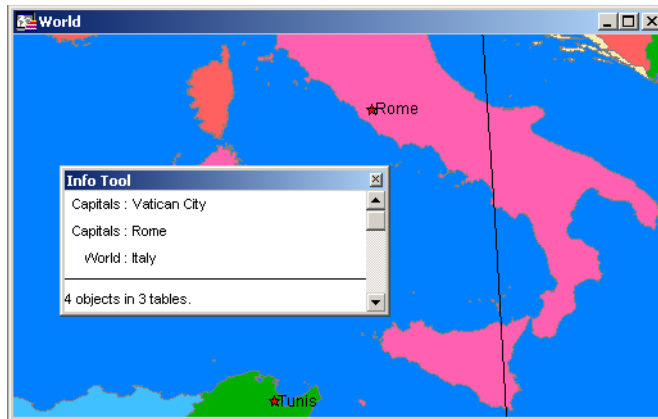 World
Rome
Info Tool
Capitals : Vatican City
Capitals : Rome
World : Italy
4 objects in 3 tables.
Tunis